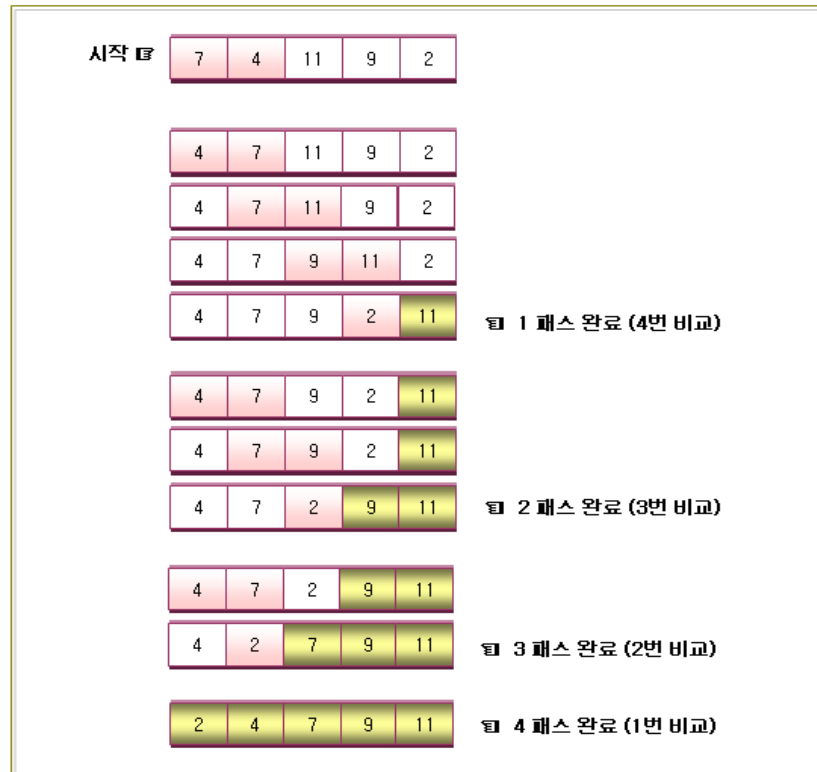 시작 ☞ 7 4 11 9 2
4 7 11 9 2
4 7 11 9 2
4 7 9 11 2
4 7 9 2 11 ☜ 1 패스 완료 (4번 비교)
4 7 9 2 11
4 7 9 2 11
4 7 2 9 11 ☜ 2 패스 완료 (3번 비교)
4 7 2 9 11
4 2 7 9 11 ☜ 3 패스 완료 (2번 비교)
2 4 7 9 11 ☜ 4 패스 완료 (1번 비교)